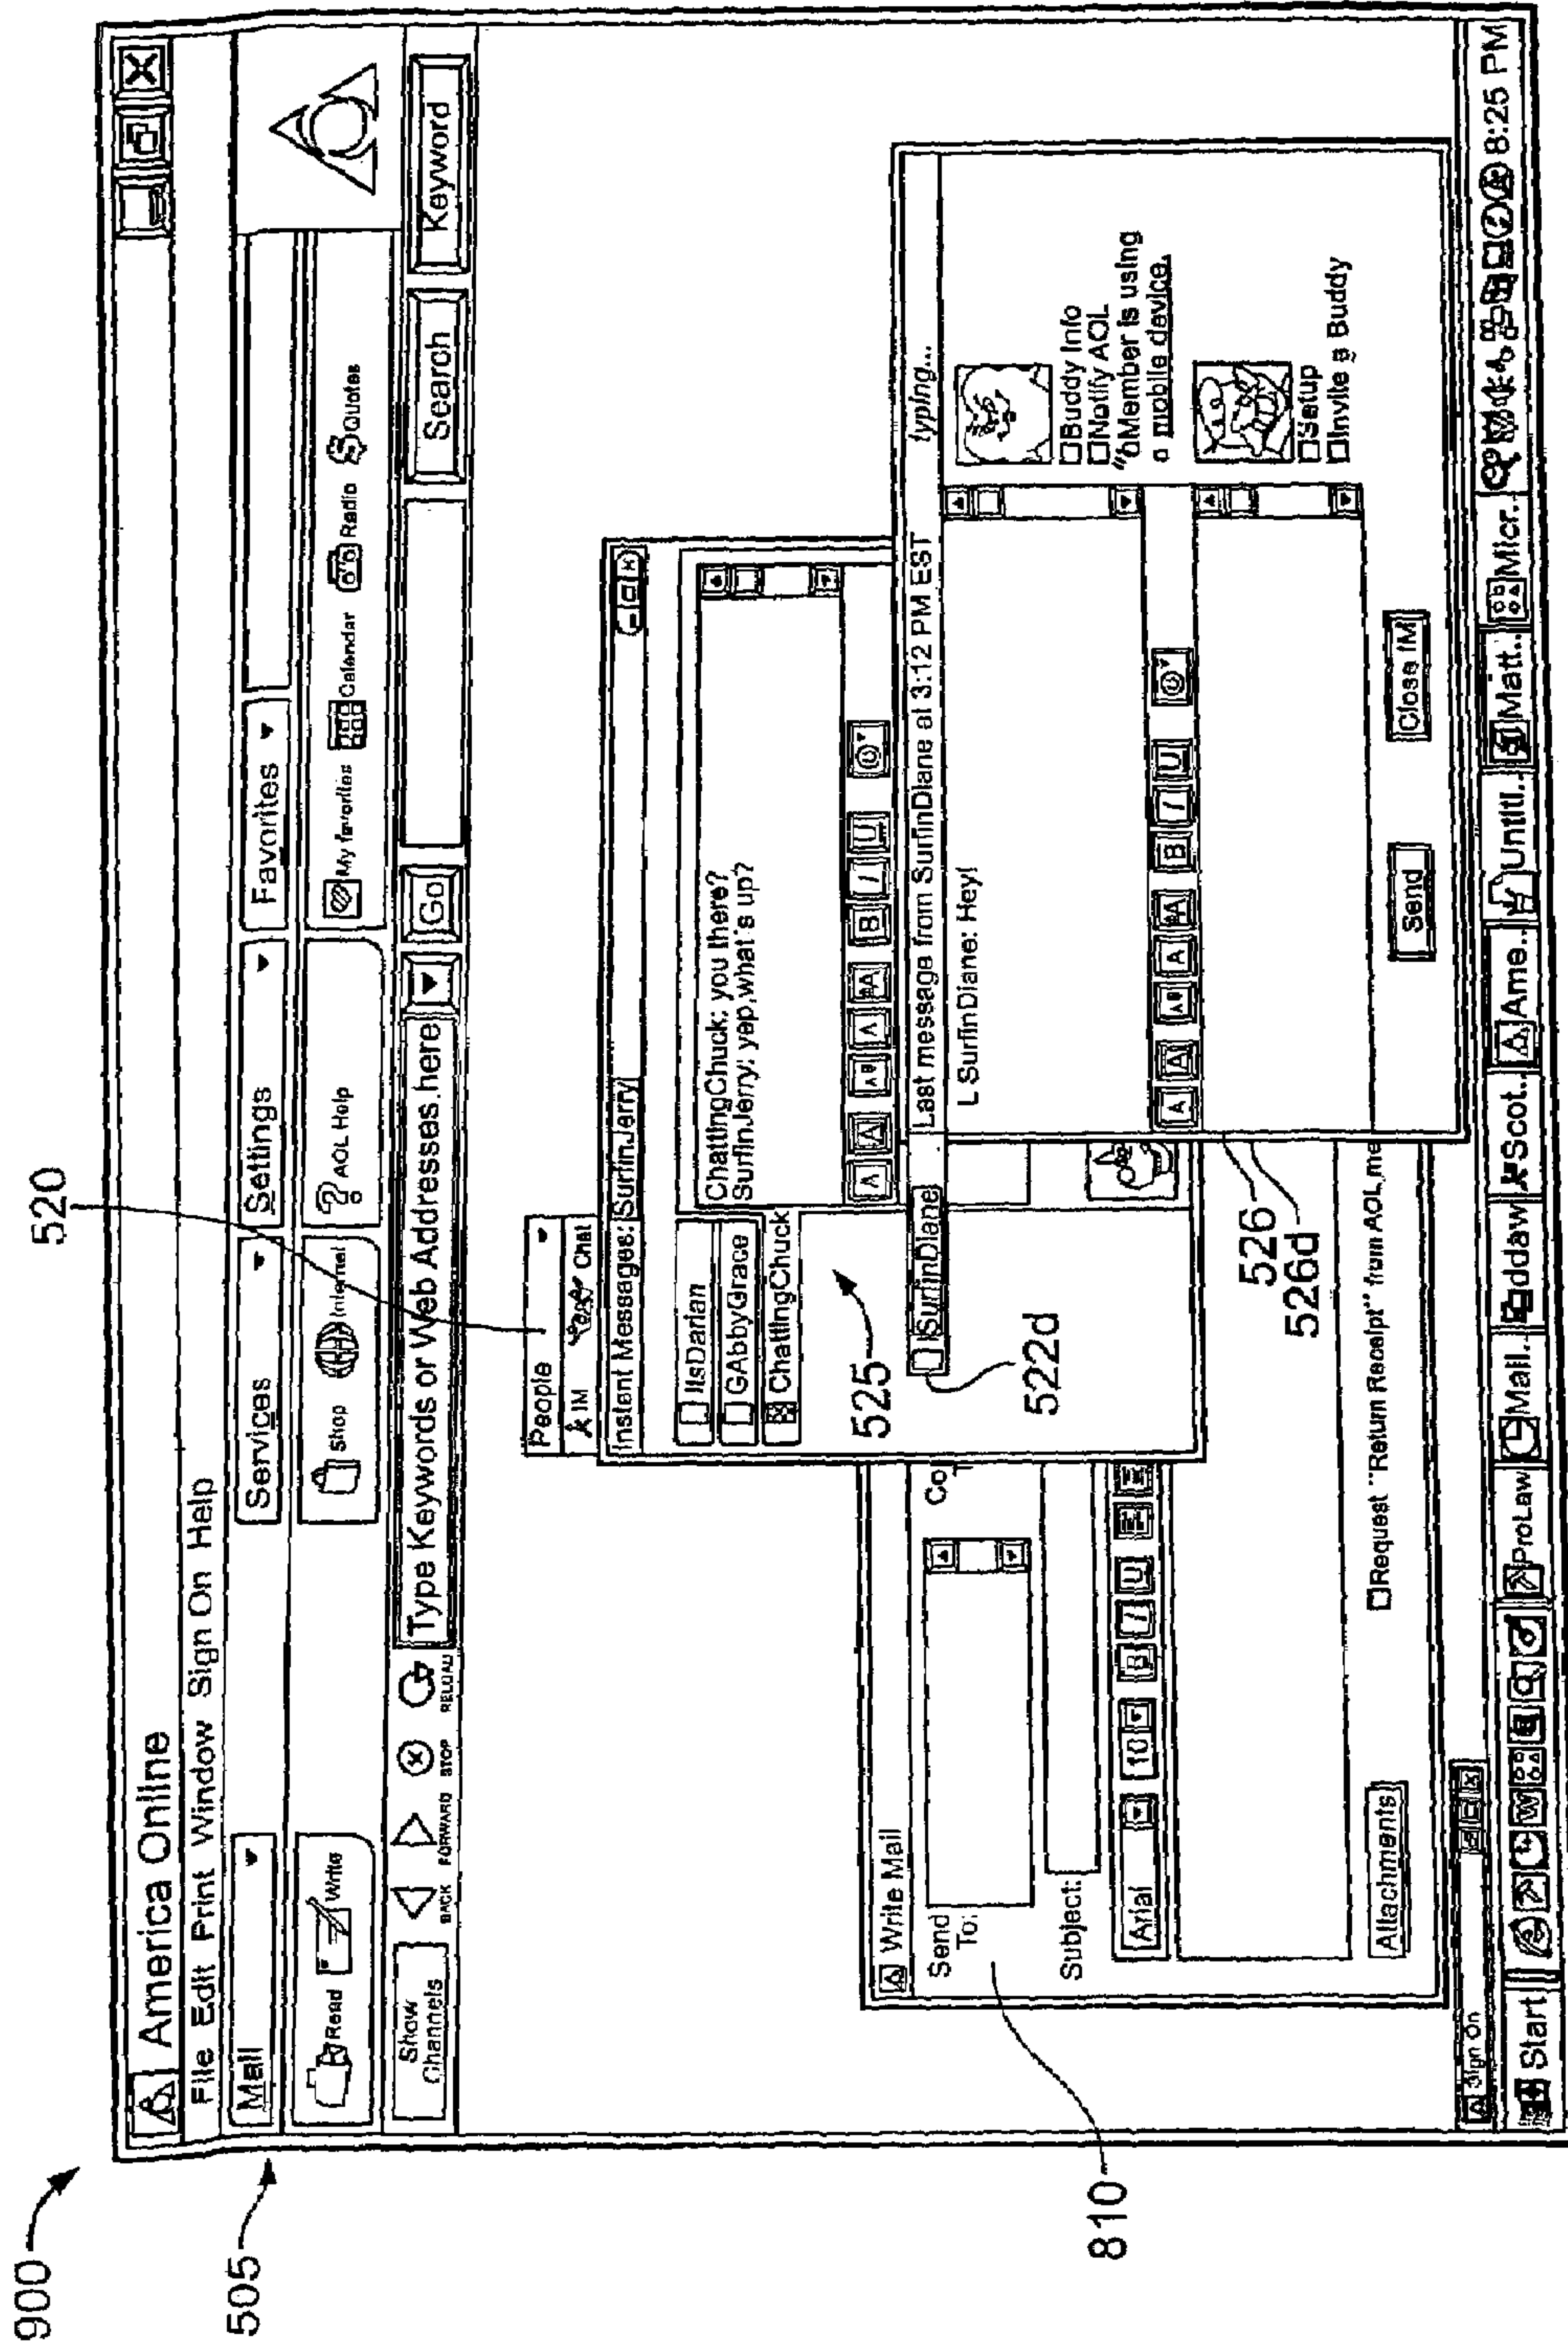 900
505
520
America Online
File Edit Print Window Sign On Help
Mail Services Settings Favorites
Read Write Shop Internet AOL Help My favorites Calendar Radio Quotes
Show Channels
BACK FORWARD STOP RELOAD
Type Keywords or Web Addresses here Go Search Keyword
People
IM Chat
Instant Messages: SurfinJerry
ItsDarian
GAbbyGrace
ChattingChuck
ChattingChuck: you there?
SurfinJerry: yep, what's up?
A A A A A B I U
525
SurfinDiane
522d
Last message from SurfinDiane at 3:12 PM EST typing...
L SurfinDiane: Hey!
Buddy Info
Notify AOL
"Member is using
a mobile device.
A A A A A B I U
Setup
Invite a Buddy
Send Close IM
526
526d
Write Mail
Send
To:
Co
Subject:
Arial 10 B I U
Request "Return Receipt" from AOL me
Attachments
810
Sign On
Start ProLaw Mail.. ddaw Scot.. Ame.. Untitl.. Matt.. Micr.. 8:25 PM